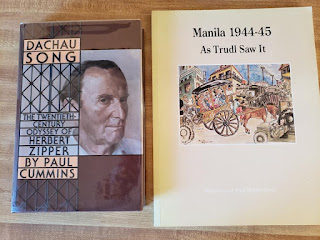 DACHAU
SONG
THE TWENTIETH-
CENTURY
ODYSSEY OF
HERBERT
ZIPPER
BY PAUL
CUMMINS
Manila 1944-45
As Trudl Saw It